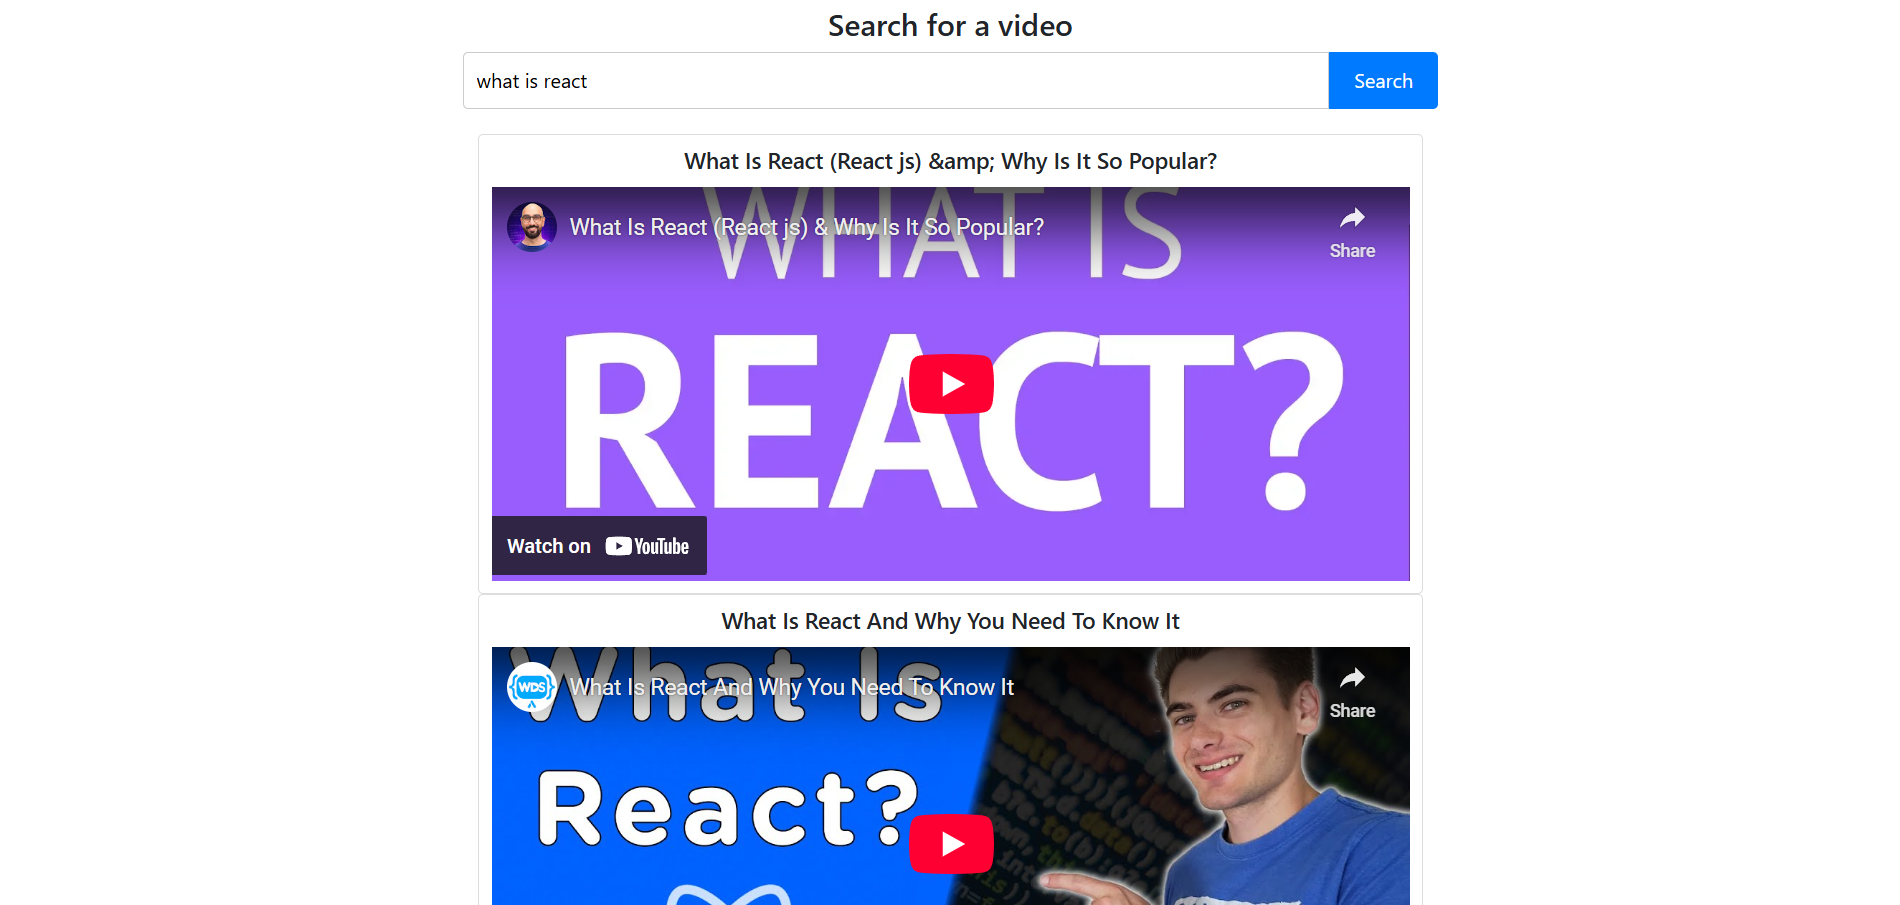 Search for a video
what is react
Search
What Is React (React js) &amp; Why Is It So Popular?
What Is React (React js) & Why Is It So Popular?
Share
WHAT IS
REACT?
Watch on YouTube
What Is React And Why You Need To Know It
WDS
What Is React And Why You Need To Know It
Share
What Is
React?